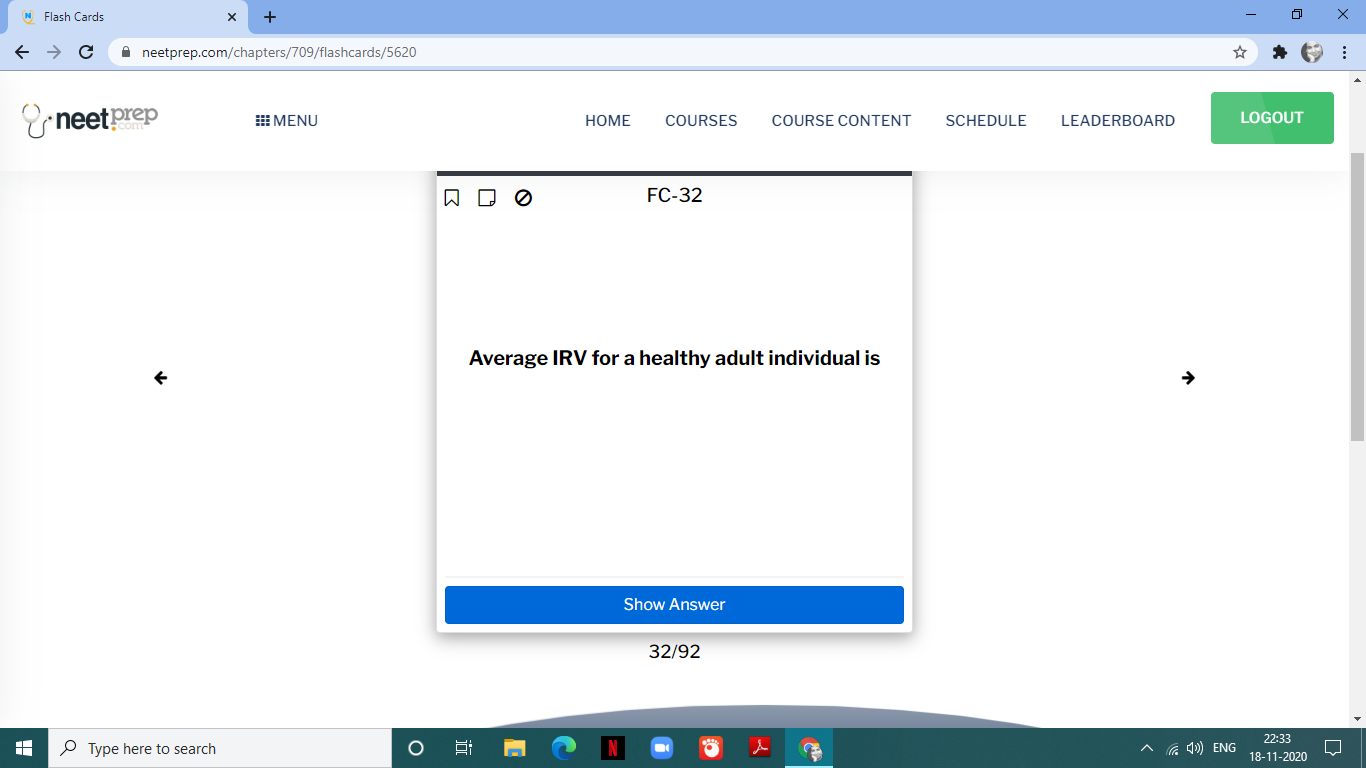 Flash Cards
neetprep.com/chapters/709/flashcards/5620
neetprep
.com
MENU
HOME
COURSES
COURSE CONTENT
SCHEDULE
LEADERBOARD
LOGOUT
FC-32
Average IRV for a healthy adult individual is
Show Answer
32/92
Type here to search
ENG
22:33
18-11-2020